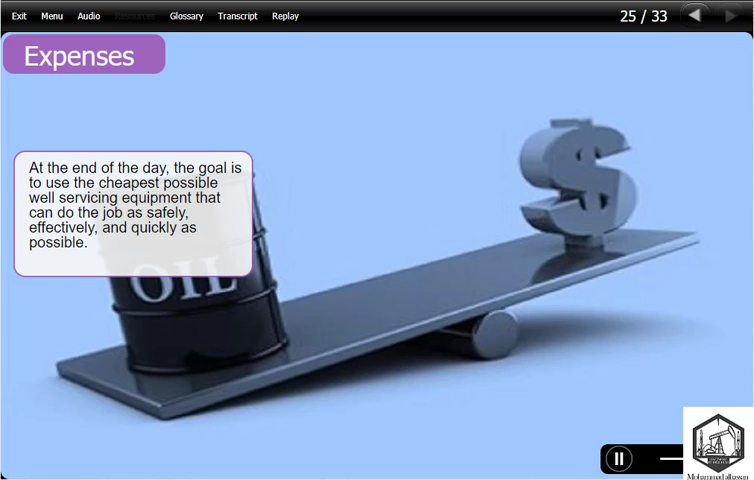 Exit Menu Audio Resources Glossary Transcript Replay 25 / 33
Expenses
At the end of the day, the goal is
to use the cheapest possible
well servicing equipment that
can do the job as safely,
effectively, and quickly as
possible.
OIL
$